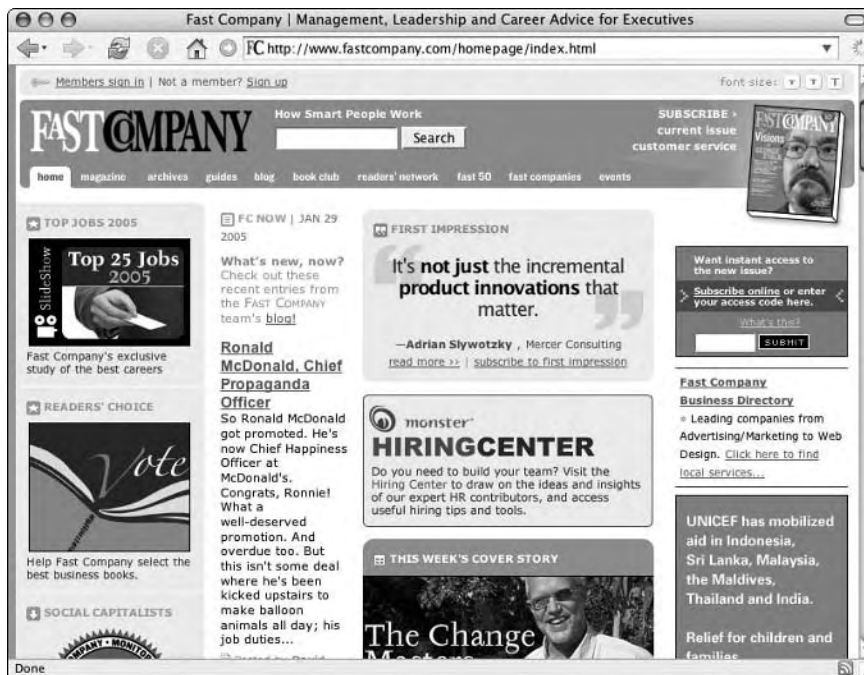 Fast Company | Management, Leadership and Career Advice for Executives
FC http://www.fastcompany.com/homepage/index.html
Members sign in | Not a member? Sign up
font size: T T T
FAST COMPANY
How Smart People Work
Search
SUBSCRIBE ›
current issue
customer service
FAST COMPANY
Visions
home magazine archives guides blog book club readers' network fast 50 fast companies events
TOP JOBS 2005
SlideShow
Top 25 Jobs
2005
Fast Company's exclusive
study of the best careers
READERS' CHOICE
Vote
Help Fast Company select the
best business books.
SOCIAL CAPITALISTS
COMPANY • MONITOR
FC NOW | JAN 29
2005
What's new, now?
Check out these
recent entries from
the FAST COMPANY
team's blog!
Ronald
McDonald, Chief
Propaganda
Officer
So Ronald McDonald
got promoted. He's
now Chief Happiness
Officer at
McDonald's.
Congrats, Ronnie!
What a
well-deserved
promotion. And
overdue too. But
this isn't some deal
where he's been
kicked upstairs to
make balloon
animals all day; his
job duties...
Posted by David
FIRST IMPRESSION
It's not just the incremental
product innovations that
matter.
—Adrian Slywotzky , Mercer Consulting
read more >> | subscribe to first impression
monster
HIRINGCENTER
Do you need to build your team? Visit the
Hiring Center to draw on the ideas and insights
of our expert HR contributors, and access
useful hiring tips and tools.
THIS WEEK'S COVER STORY
The Change
Masters
Want instant access to
the new issue?
Subscribe online or enter
your access code here.
What's this?
SUBMIT
Fast Company
Business Directory
Leading companies from
Advertising/Marketing to Web
Design. Click here to find
local services...
UNICEF has mobilized
aid in Indonesia,
Sri Lanka, Malaysia,
the Maldives,
Thailand and India.
Relief for children and
families
Done